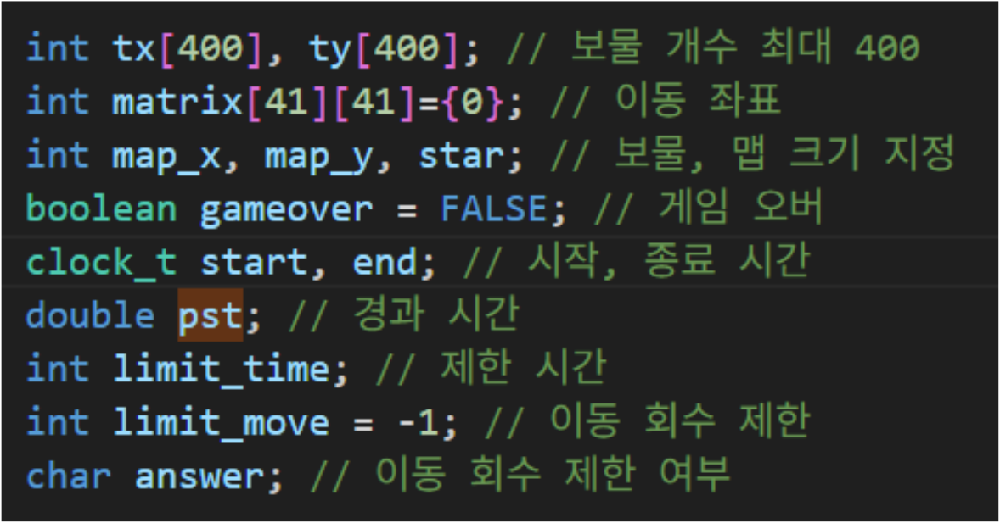 int tx[400], ty[400]; // 보물 개수 최대 400
int matrix[41][41]={0}; // 이동 좌표
int map_x, map_y, star; // 보물, 맵 크기 지정
boolean gameover = FALSE; // 게임 오버
clock_t start, end; // 시작, 종료 시간
double pst; // 경과 시간
int limit_time; // 제한 시간
int limit_move = -1; // 이동 회수 제한
char answer; // 이동 회수 제한 여부